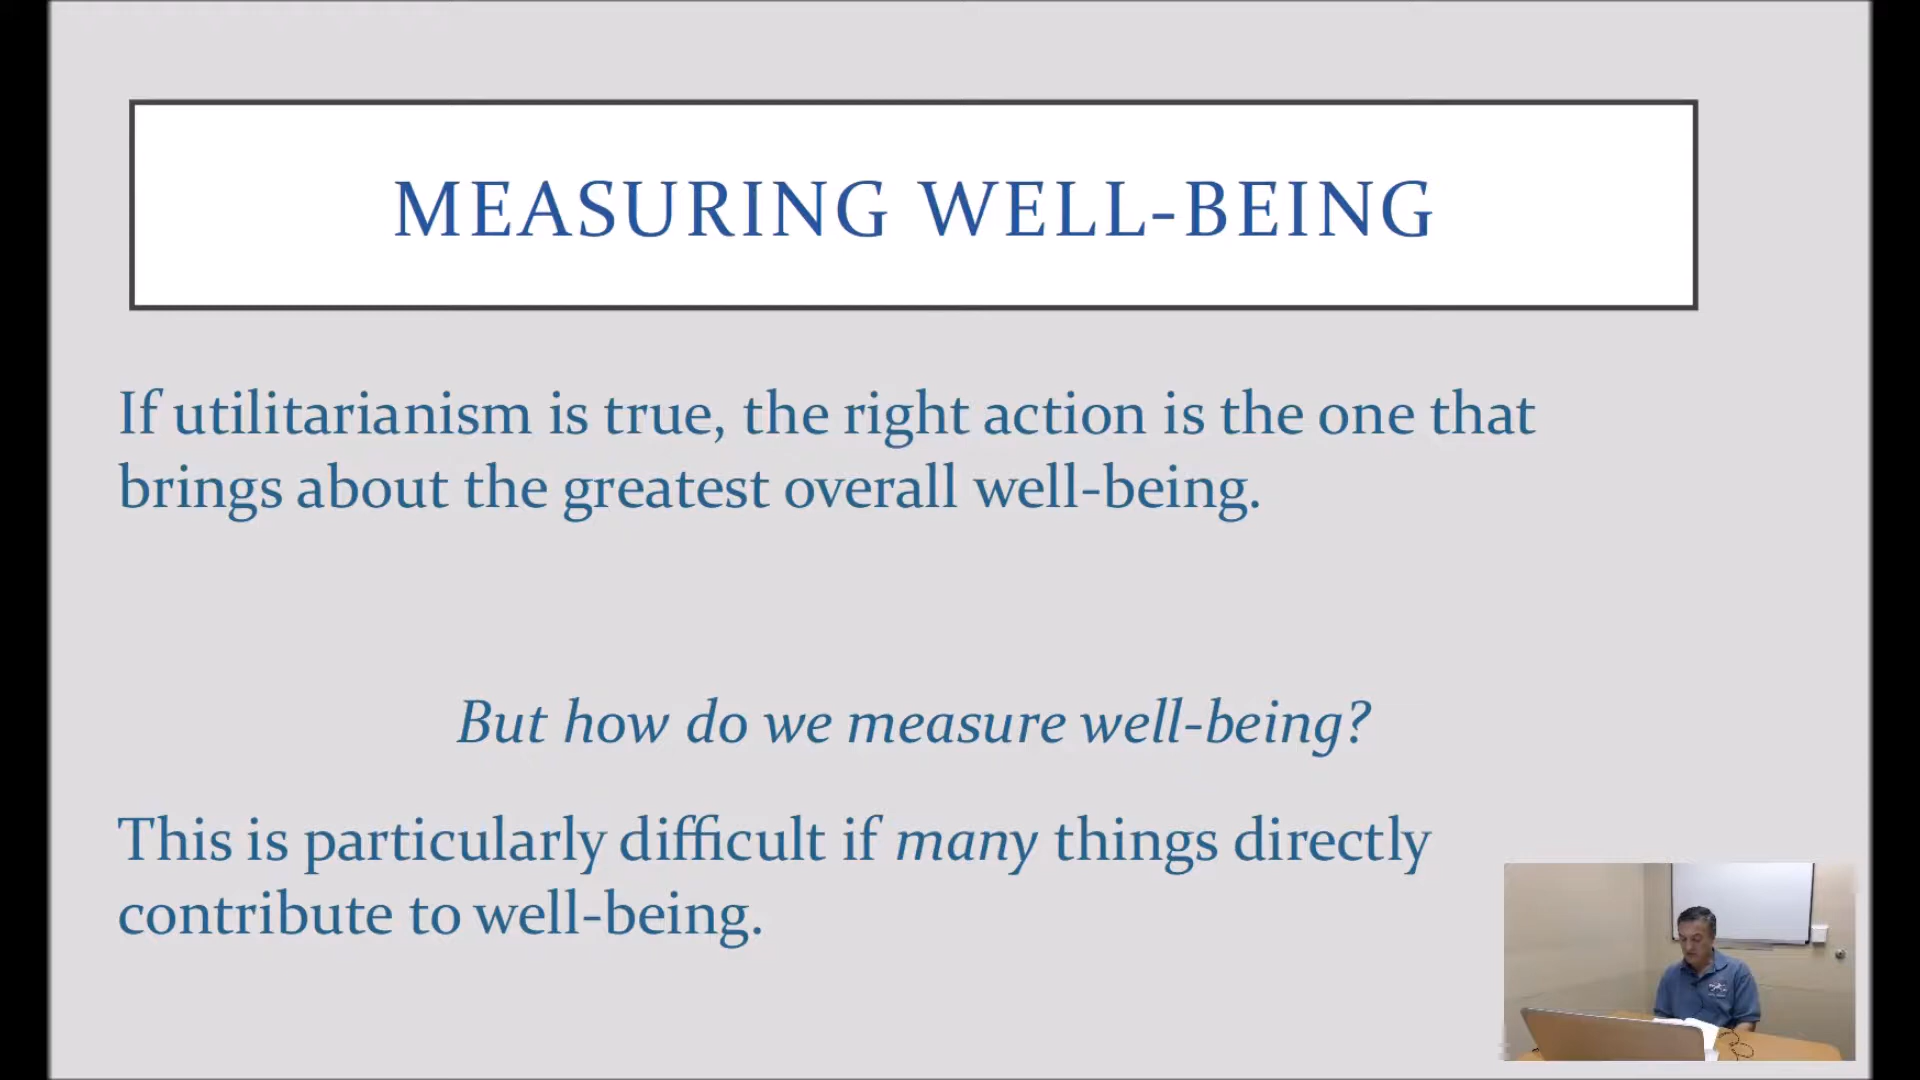 MEASURING WELL-BEING
If utilitarianism is true, the right action is the one that
brings about the greatest overall well-being.
But how do we measure well-being?
This is particularly difficult if many things directly
contribute to well-being.